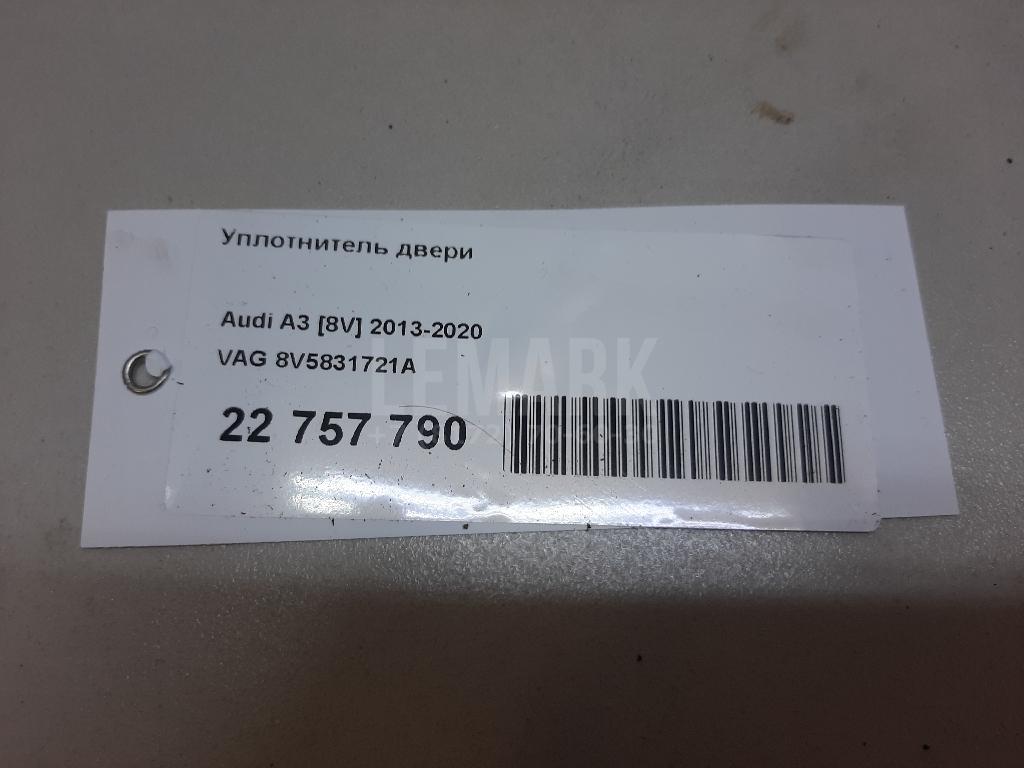 Уплотнитель двери
Audi A3 [8V] 2013-2020
VAG 8V5831721A
LEMARK
22 757 790